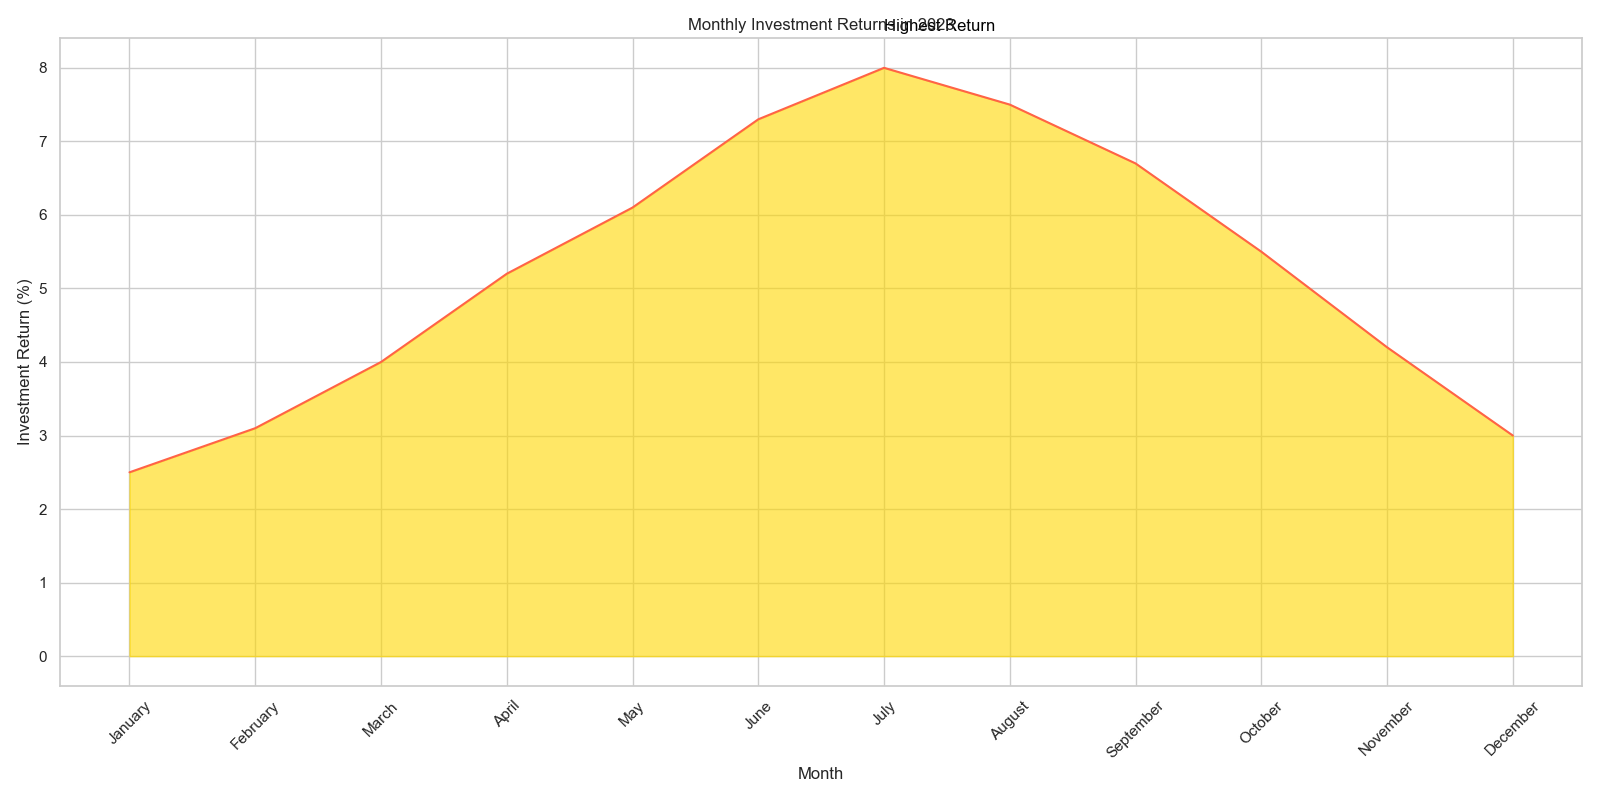 Monthly Investment Returns in 2023
Highest Return
8
7
6
5
4
3
2
1
0
Investment Return (%)
January
February
March
April
May
June
July
August
September
October
November
December
Month